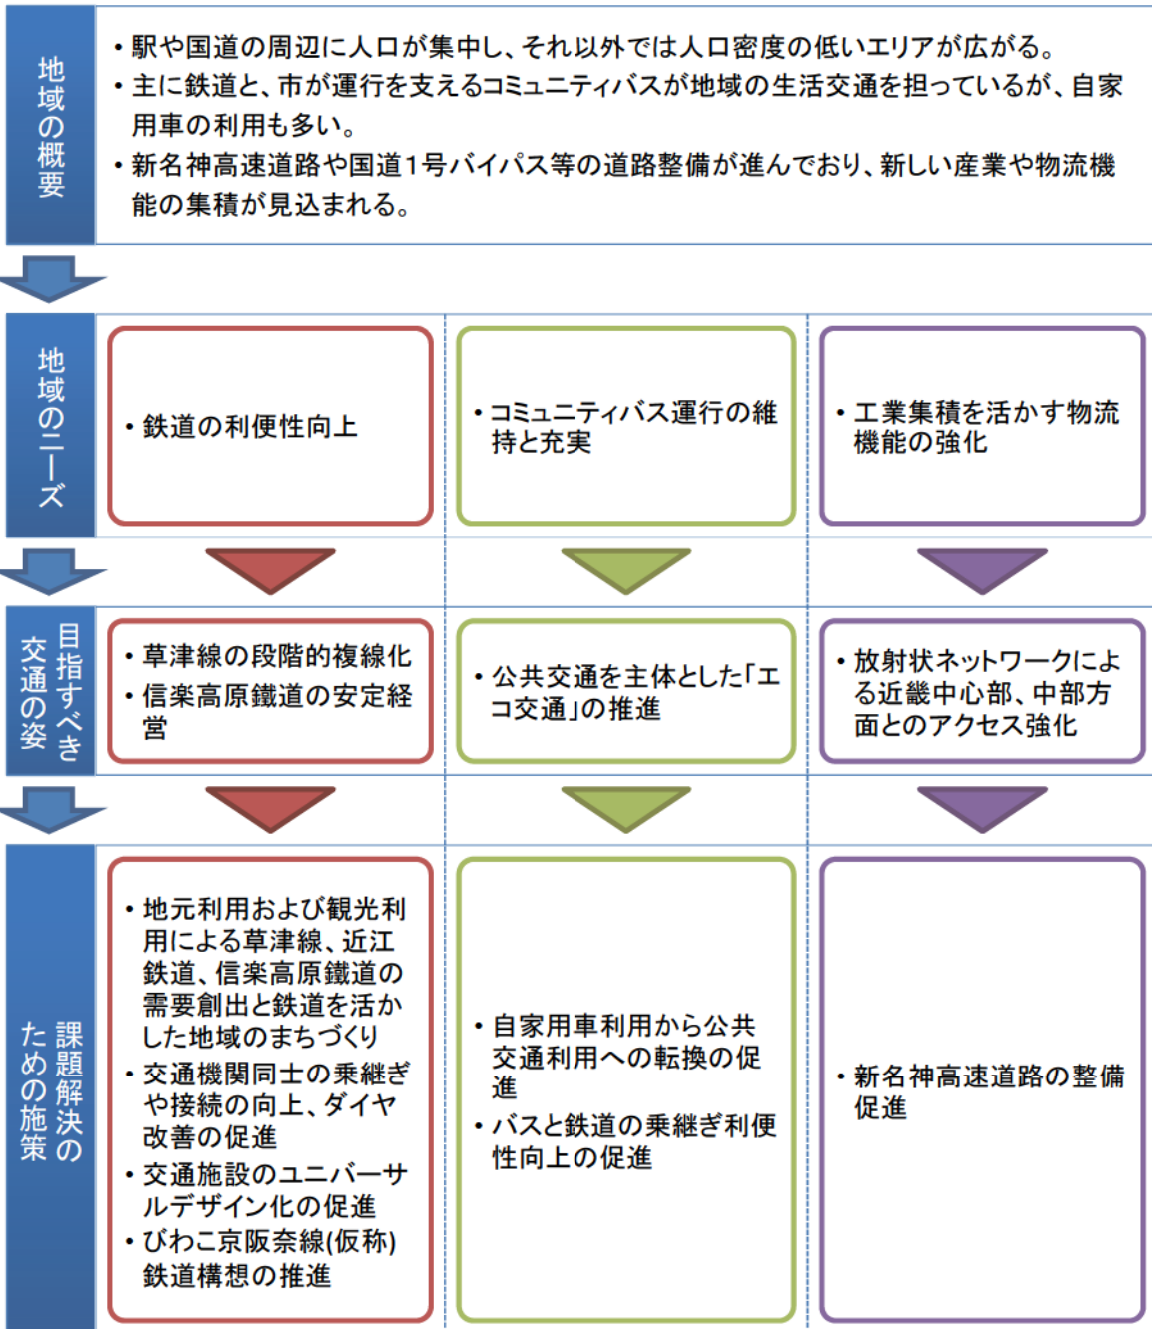 地域の概要
・駅や国道の周辺に人口が集中し、それ以外では人口密度の低いエリアが広がる。
・主に鉄道と、市が運行を支えるコミュニティバスが地域の生活交通を担っているが、自家
用車の利用も多い。
・新名神高速道路や国道1号バイパス等の道路整備が進んでおり、新しい産業や物流機
能の集積が見込まれる。
地域のニーズ
・鉄道の利便性向上
・コミュニティバス運行の維
持と充実
・工業集積を活かす物流
機能の強化
目指すべき
交通の姿
・草津線の段階的複線化
・信楽高原鐵道の安定経
営
・公共交通を主体とした「エ
コ交通」の推進
・放射状ネットワークによ
る近畿中心部、中部方
面とのアクセス強化
課題解決の
ための施策
・地元利用および観光利
用による草津線、近江
鉄道、信楽高原鐵道の
需要創出と鉄道を活か
した地域のまちづくり
・交通機関同士の乗継ぎ
や接続の向上、ダイヤ
改善の促進
・交通施設のユニバーサ
ルデザイン化の促進
・びわこ京阪奈線(仮称)
鉄道構想の推進
・自家用車利用から公共
交通利用への転換の促
進
・バスと鉄道の乗継ぎ利便
性向上の促進
・新名神高速道路の整備
促進